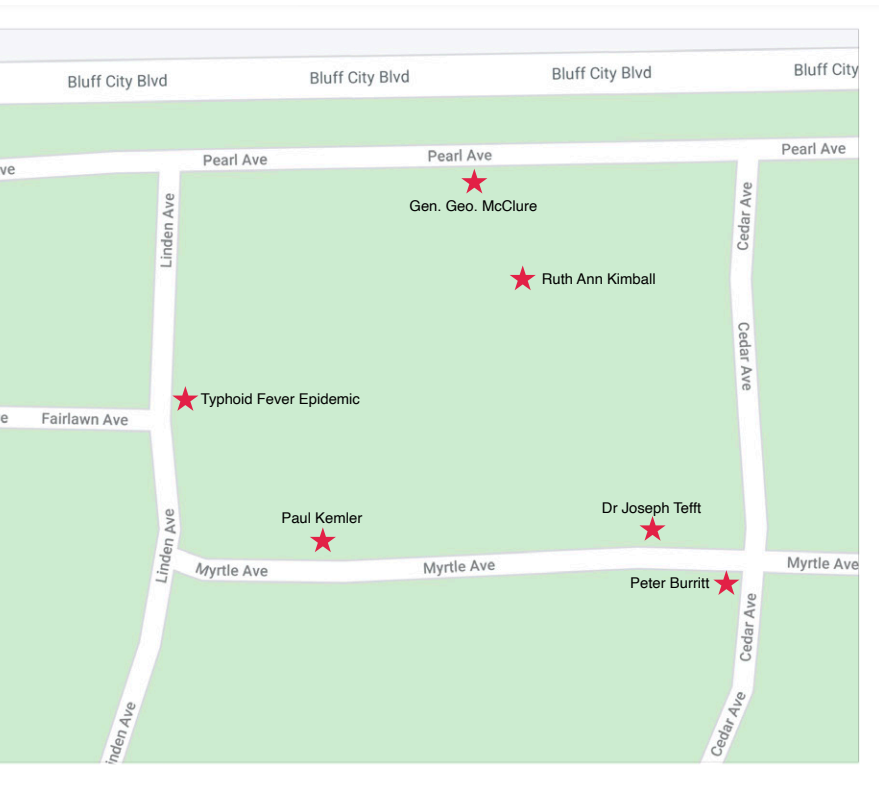 Bluff City Blvd
Bluff City Blvd
Bluff City Blvd
Bluff City
ve
Pearl Ave
Pearl Ave
Pearl Ave
Linden Ave
Gen. Geo. McClure
Cedar Ave
Ruth Ann Kimball
Cedar Ave
Typhoid Fever Epidemic
e
Fairlawn Ave
Paul Kemler
Dr Joseph Tefft
Linden Ave
Myrtle Ave
Myrtle Ave
Myrtle Ave
Peter Burritt
Cedar Ave
inden Ave
Cedar Ave